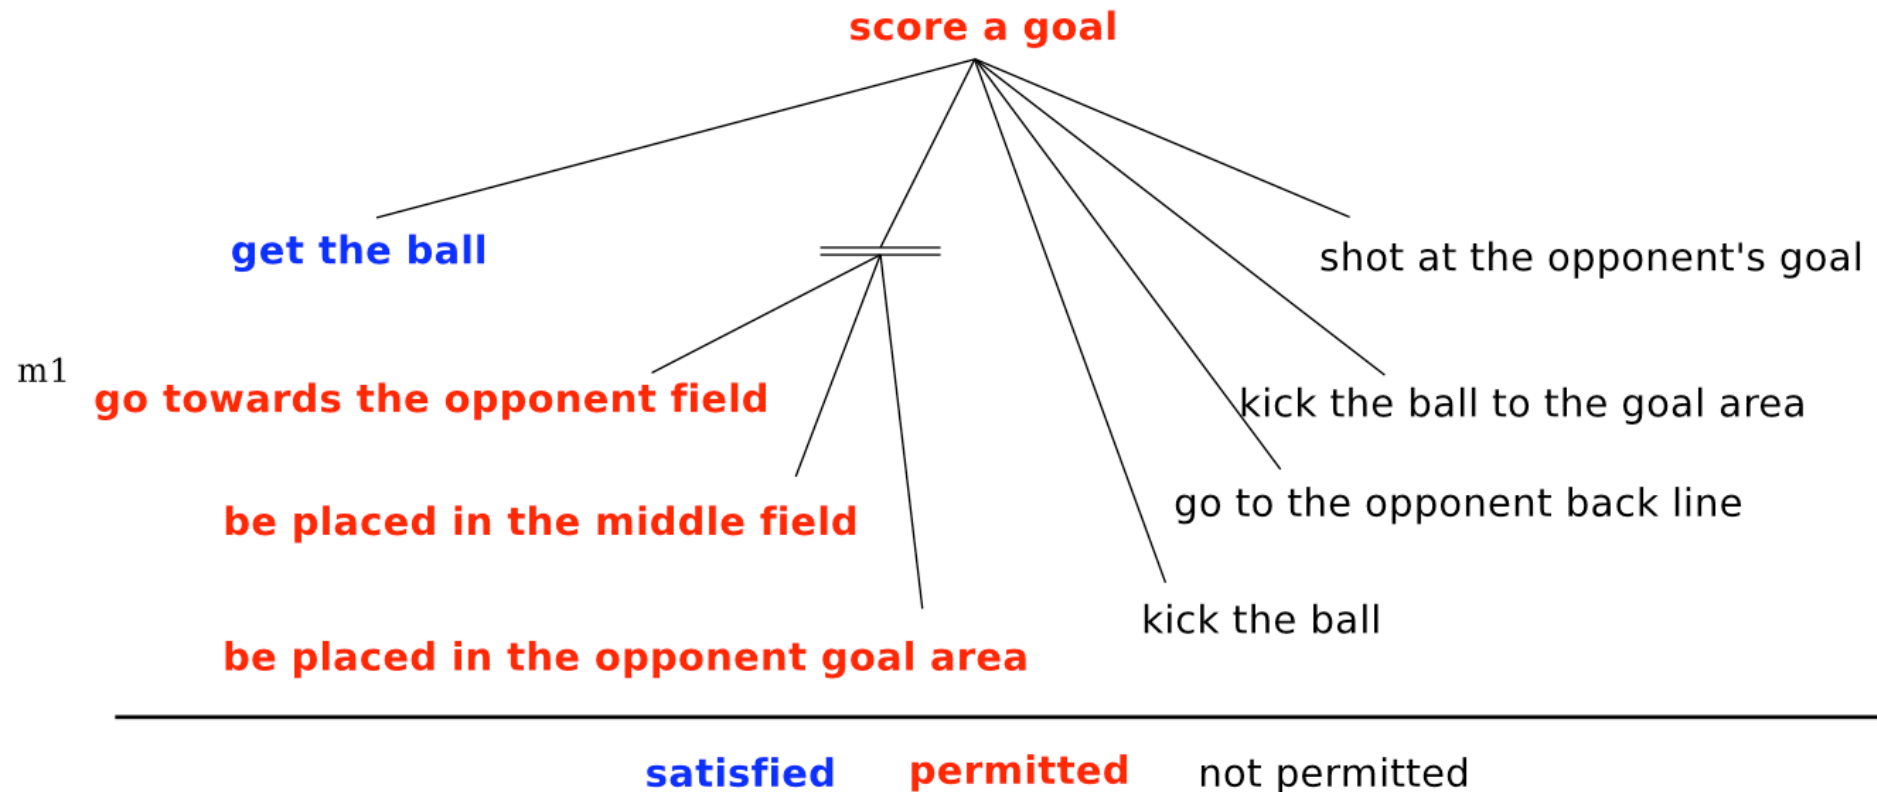 score a goal
get the ball
shot at the opponent's goal
m1
go towards the opponent field
kick the ball to the goal area
go to the opponent back line
be placed in the middle field
kick the ball
be placed in the opponent goal area
satisfied permitted not permitted